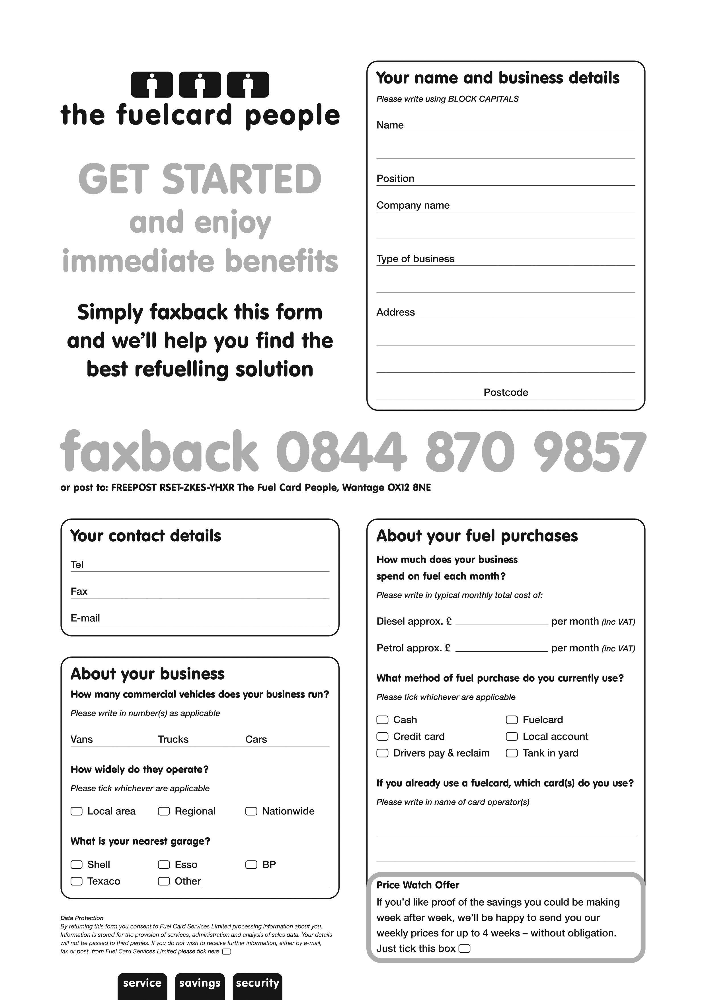 the fuelcard people
GET STARTED
and enjoy
immediate benefits
Simply faxback this form
and we’ll help you find the
best refuelling solution
Your name and business details
Please write using BLOCK CAPITALS
Name
Position
Company name
Type of business
Address
Postcode
faxback 0844 870 9857
or post to: FREEPOST RSET-ZKES-YHXR The Fuel Card People, Wantage OX12 8NE
Your contact details
Tel
Fax
E-mail
About your business
How many commercial vehicles does your business run?
Please write in number(s) as applicable
Vans Trucks Cars
How widely do they operate?
Please tick whichever are applicable
Local area Regional Nationwide
What is your nearest garage?
Shell Esso BP
Texaco Other
Data Protection
By returning this form you consent to Fuel Card Services Limited processing information about you.
Information is stored for the provision of services, administration and analysis of sales data. Your details
will not be passed to third parties. If you do not wish to receive further information, either by e-mail,
fax or post, from Fuel Card Services Limited please tick here
About your fuel purchases
How much does your business
spend on fuel each month?
Please write in typical monthly total cost of:
Diesel approx. £ per month (inc VAT)
Petrol approx. £ per month (inc VAT)
What method of fuel purchase do you currently use?
Please tick whichever are applicable
Cash Fuelcard
Credit card Local account
Drivers pay & reclaim Tank in yard
If you already use a fuelcard, which card(s) do you use?
Please write in name of card operator(s)
Price Watch Offer
If you’d like proof of the savings you could be making
week after week, we’ll be happy to send you our
weekly prices for up to 4 weeks – without obligation.
Just tick this box
service savings security